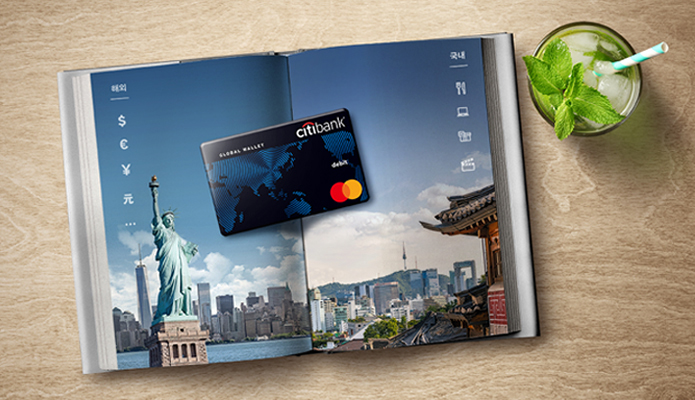 해외
$
€
¥
元
...
GLOBAL WALLET
citibank
debit
국내